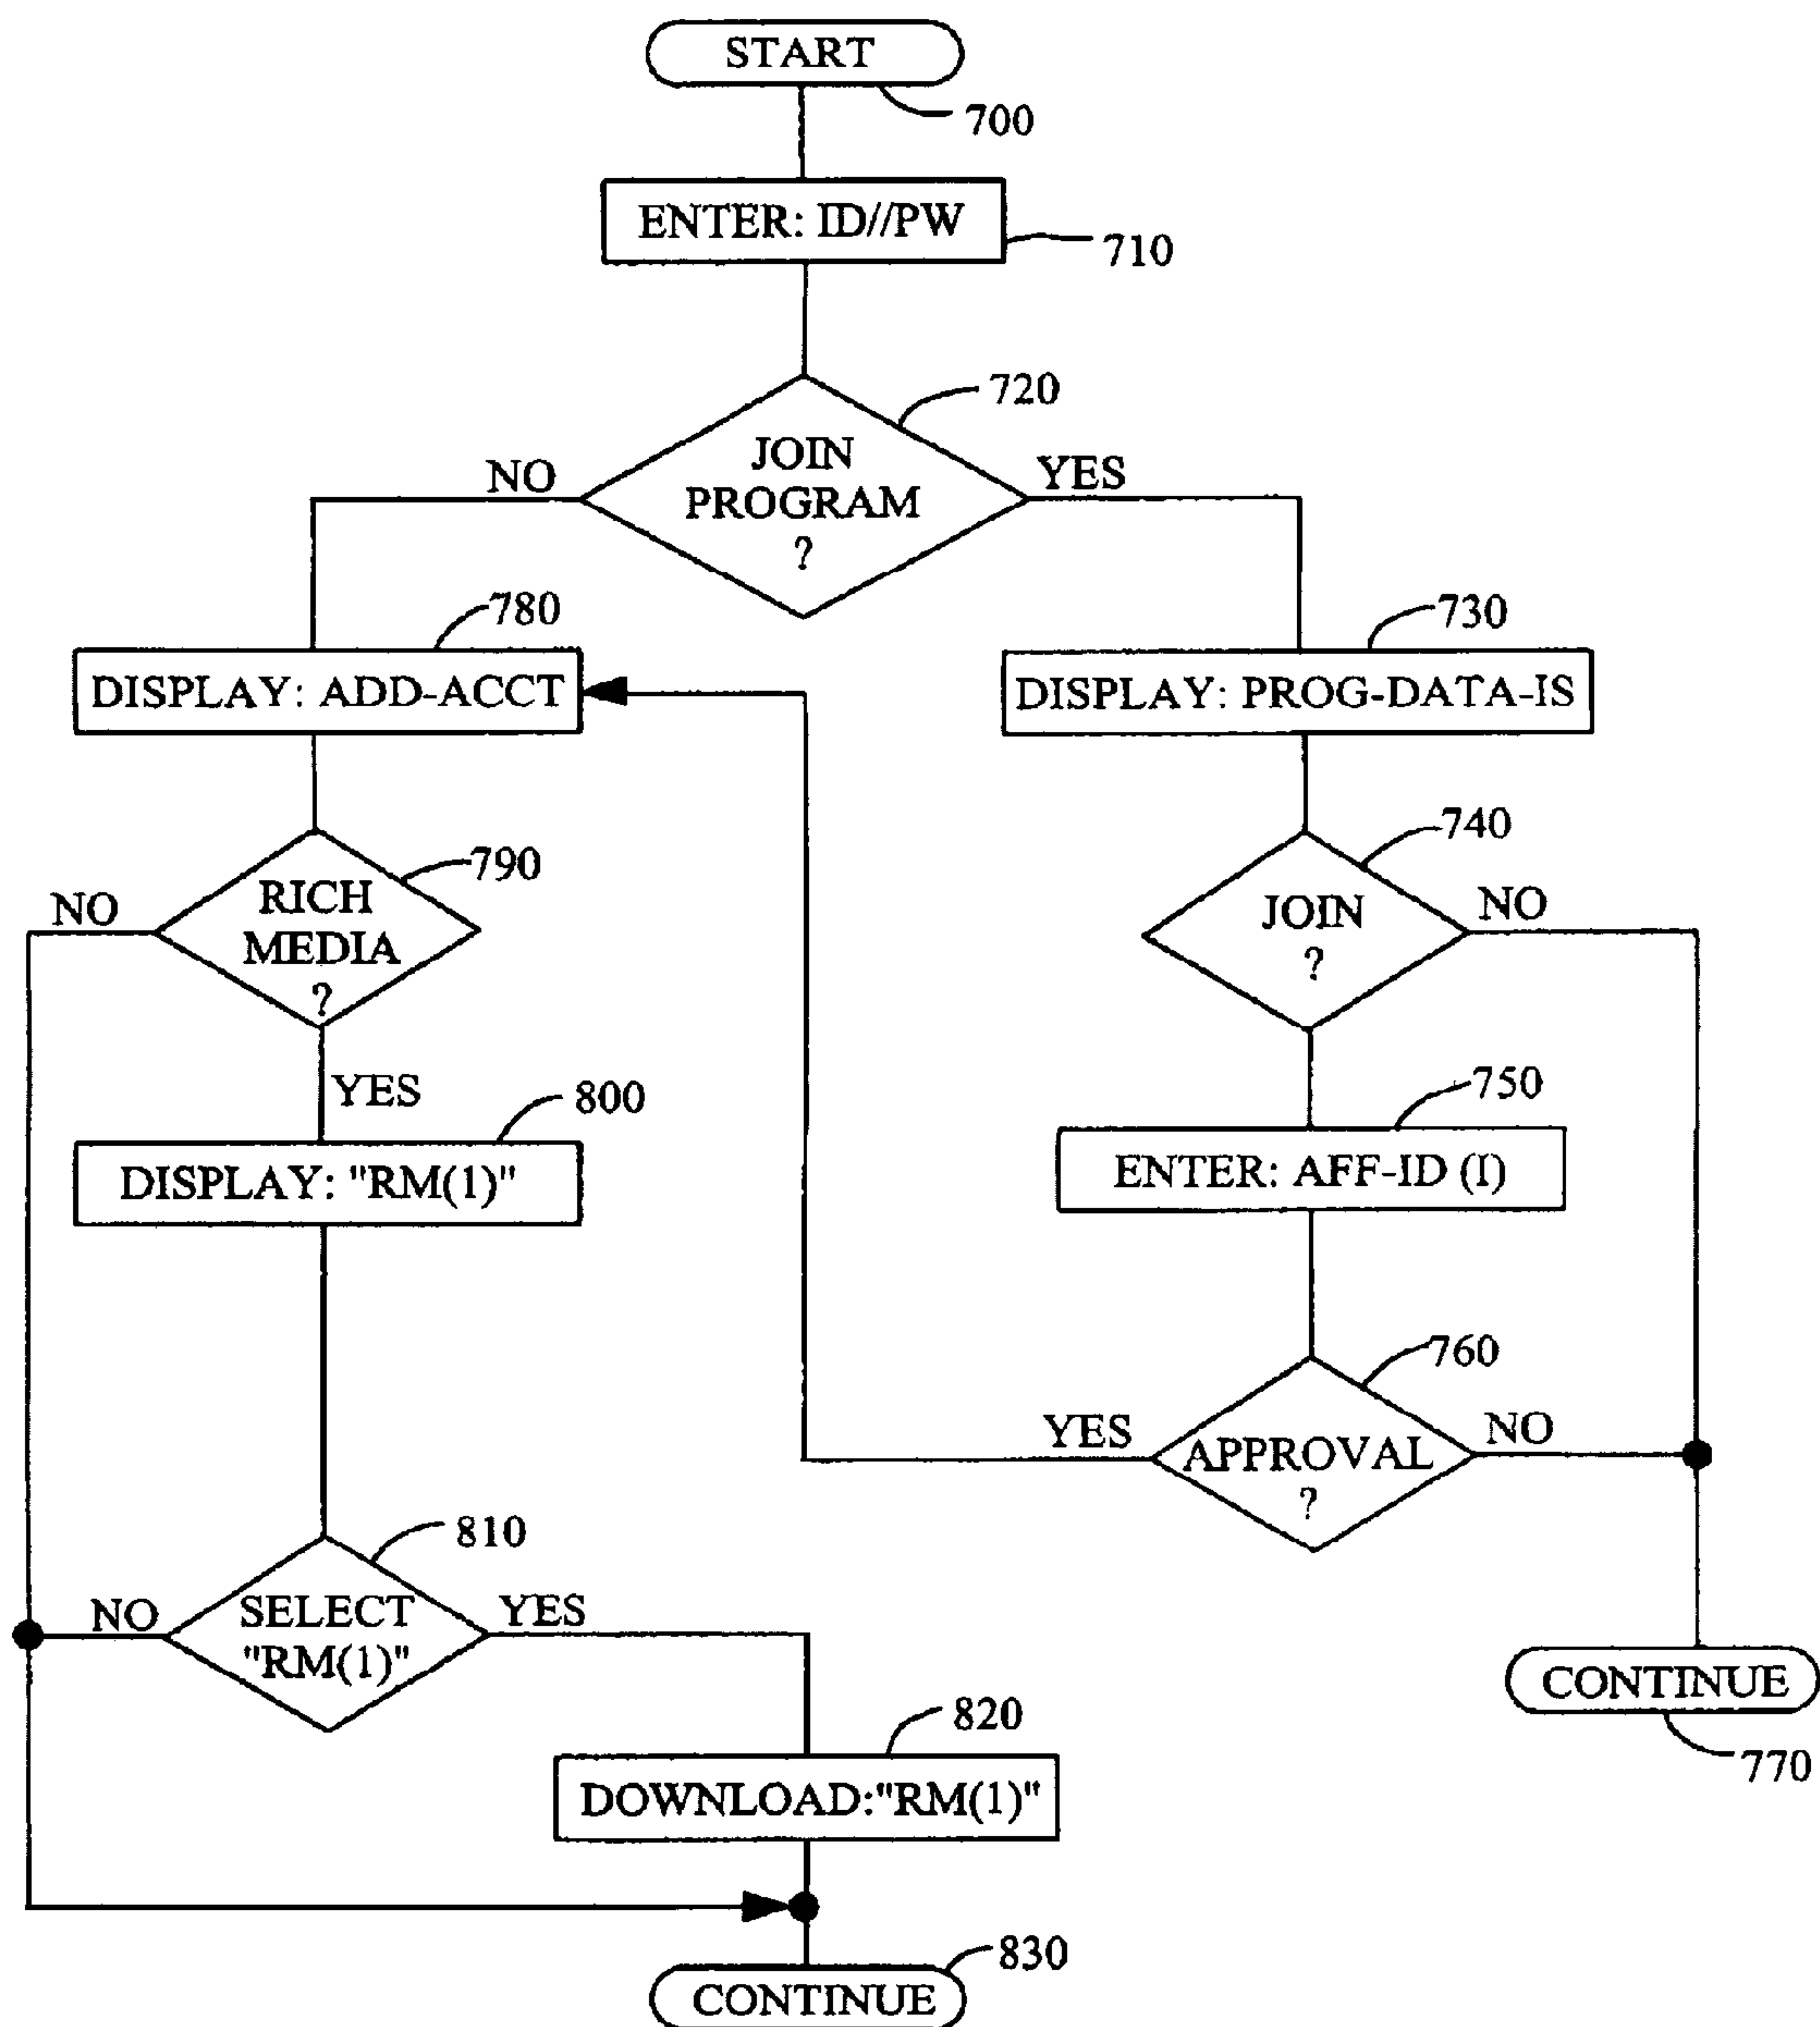 START
700
ENTER: ID//PW
710
720
JOIN
PROGRAM
?
NO
YES
780
730
DISPLAY: ADD-ACCT
DISPLAY: PROG-DATA-IS
790
740
RICH
MEDIA
?
NO
JOIN
?
NO
YES
800
750
DISPLAY: "RM(1)"
ENTER: AFF-ID (I)
760
YES
APPROVAL
?
NO
810
NO
SELECT
"RM(1)"
YES
CONTINUE
770
820
DOWNLOAD:"RM(1)"
830
CONTINUE